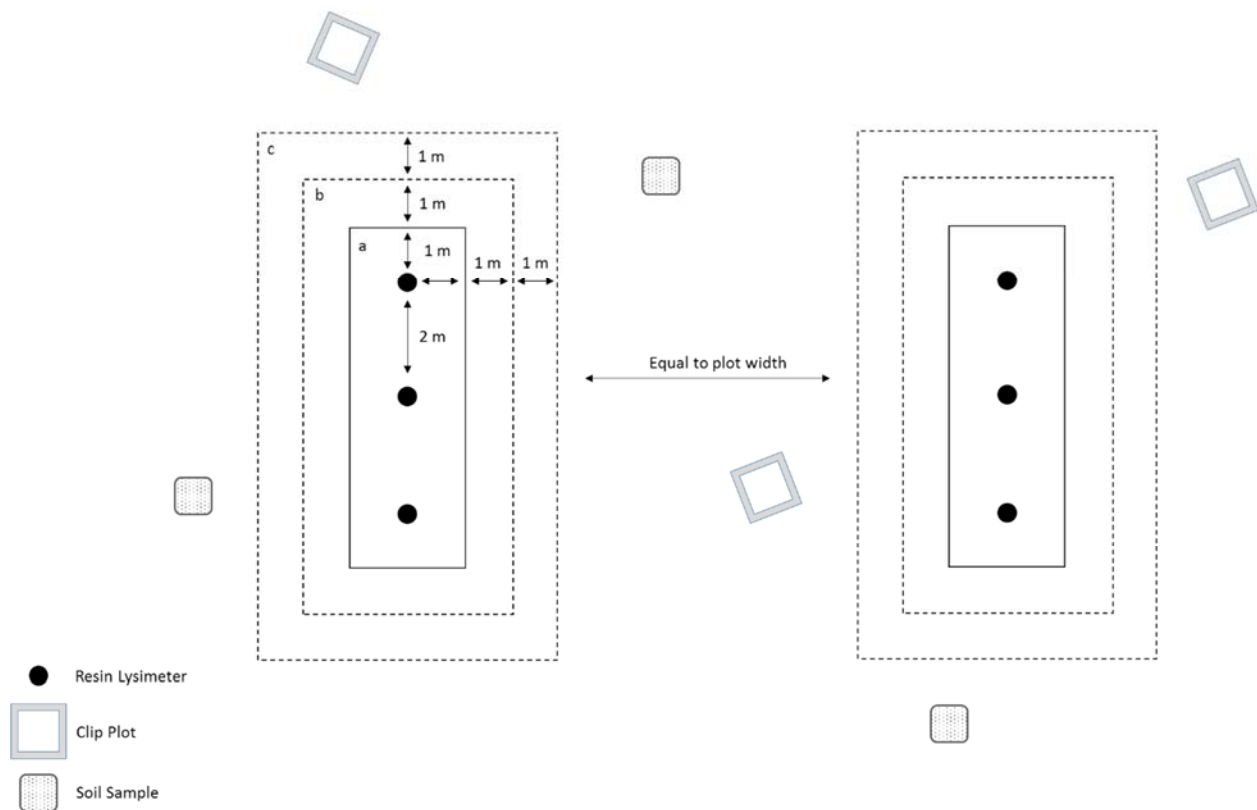 c
1 m
b
1 m
a
1 m
1 m
1 m
2 m
Equal to plot width
Resin Lysimeter
Clip Plot
Soil Sample